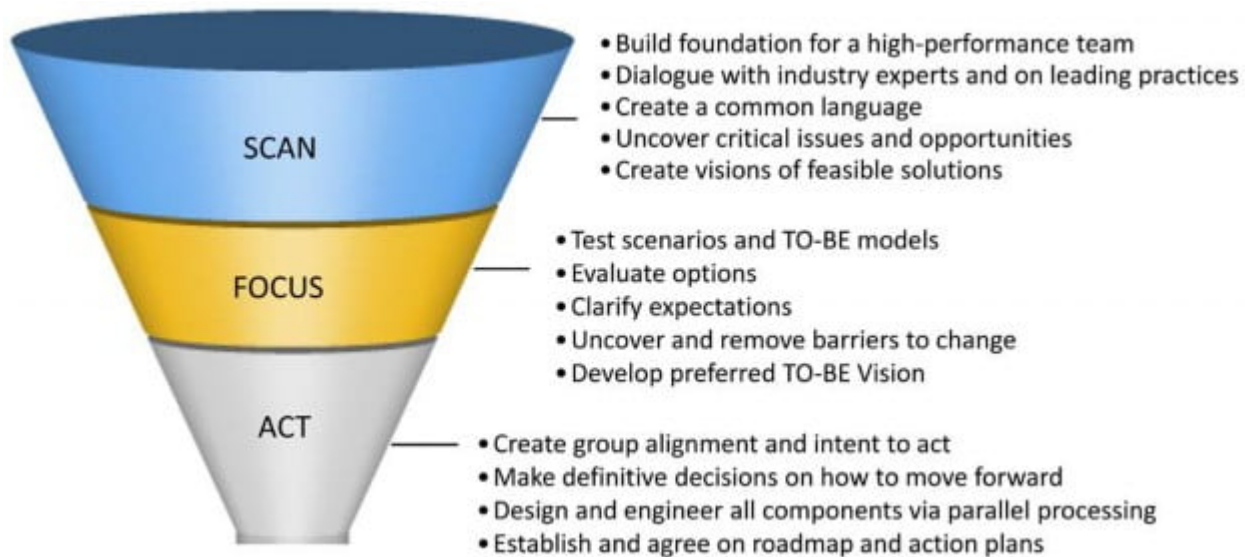 SCAN
• Build foundation for a high-performance team
• Dialogue with industry experts and on leading practices
• Create a common language
• Uncover critical issues and opportunities
• Create visions of feasible solutions
FOCUS
• Test scenarios and TO-BE models
• Evaluate options
• Clarify expectations
• Uncover and remove barriers to change
• Develop preferred TO-BE Vision
ACT
• Create group alignment and intent to act
• Make definitive decisions on how to move forward
• Design and engineer all components via parallel processing
• Establish and agree on roadmap and action plans